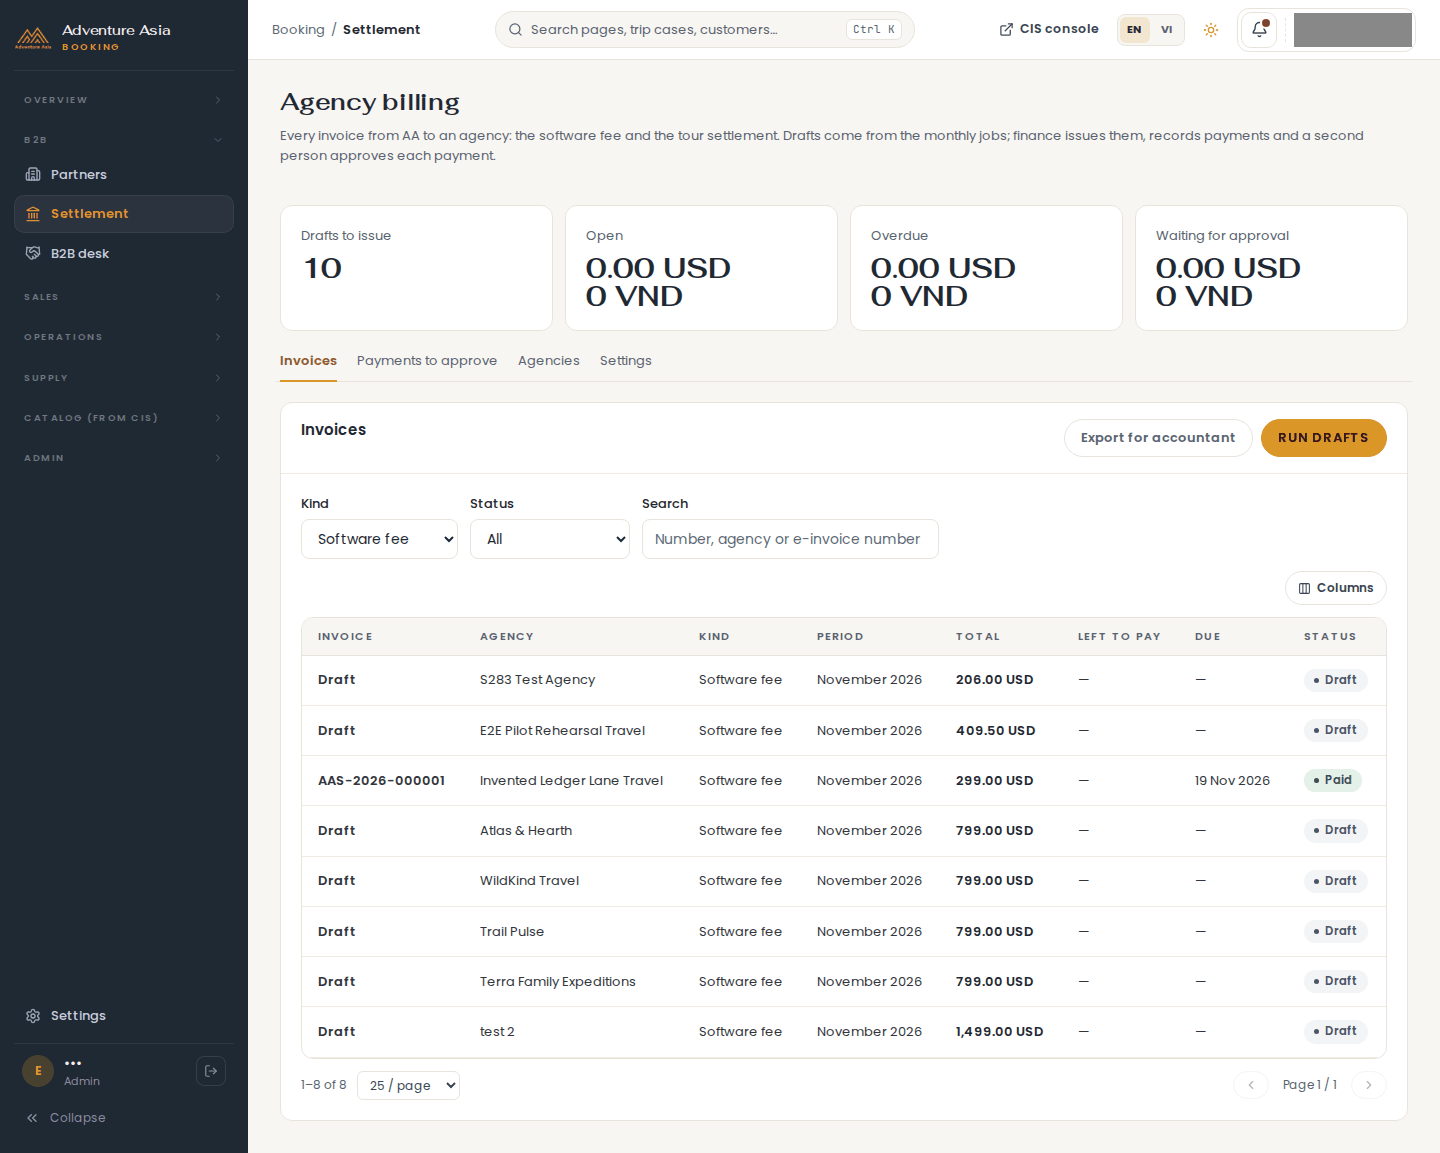 Adventure Asia
BOOKING
Adventure Asia
OVERVIEW
B2B
Partners
Settlement
B2B desk
SALES
OPERATIONS
SUPPLY
CATALOG (FROM CIS)
ADMIN
Settings
E
•••
Admin
Collapse
Booking / Settlement
Search pages, trip cases, customers…
Ctrl K
CIS console
EN VI
Agency billing
Every invoice from AA to an agency: the software fee and the tour settlement. Drafts come from the monthly jobs; finance issues them, records payments and a second
person approves each payment.
Drafts to issue
10
Open
0.00 USD
0 VND
Overdue
0.00 USD
0 VND
Waiting for approval
0.00 USD
0 VND
Invoices Payments to approve Agencies Settings
Invoices
Export for accountant
RUN DRAFTS
Kind Status Search
Software fee All Number, agency or e-invoice number
Columns
INVOICE AGENCY KIND PERIOD TOTAL LEFT TO PAY DUE STATUS
Draft S283 Test Agency Software fee November 2026 206.00 USD — — Draft
Draft E2E Pilot Rehearsal Travel Software fee November 2026 409.50 USD — — Draft
AAS-2026-000001 Invented Ledger Lane Travel Software fee November 2026 299.00 USD — 19 Nov 2026 Paid
Draft Atlas & Hearth Software fee November 2026 799.00 USD — — Draft
Draft WildKind Travel Software fee November 2026 799.00 USD — — Draft
Draft Trail Pulse Software fee November 2026 799.00 USD — — Draft
Draft Terra Family Expeditions Software fee November 2026 799.00 USD — — Draft
Draft test 2 Software fee November 2026 1,499.00 USD — — Draft
1–8 of 8 25 / page Page 1 / 1